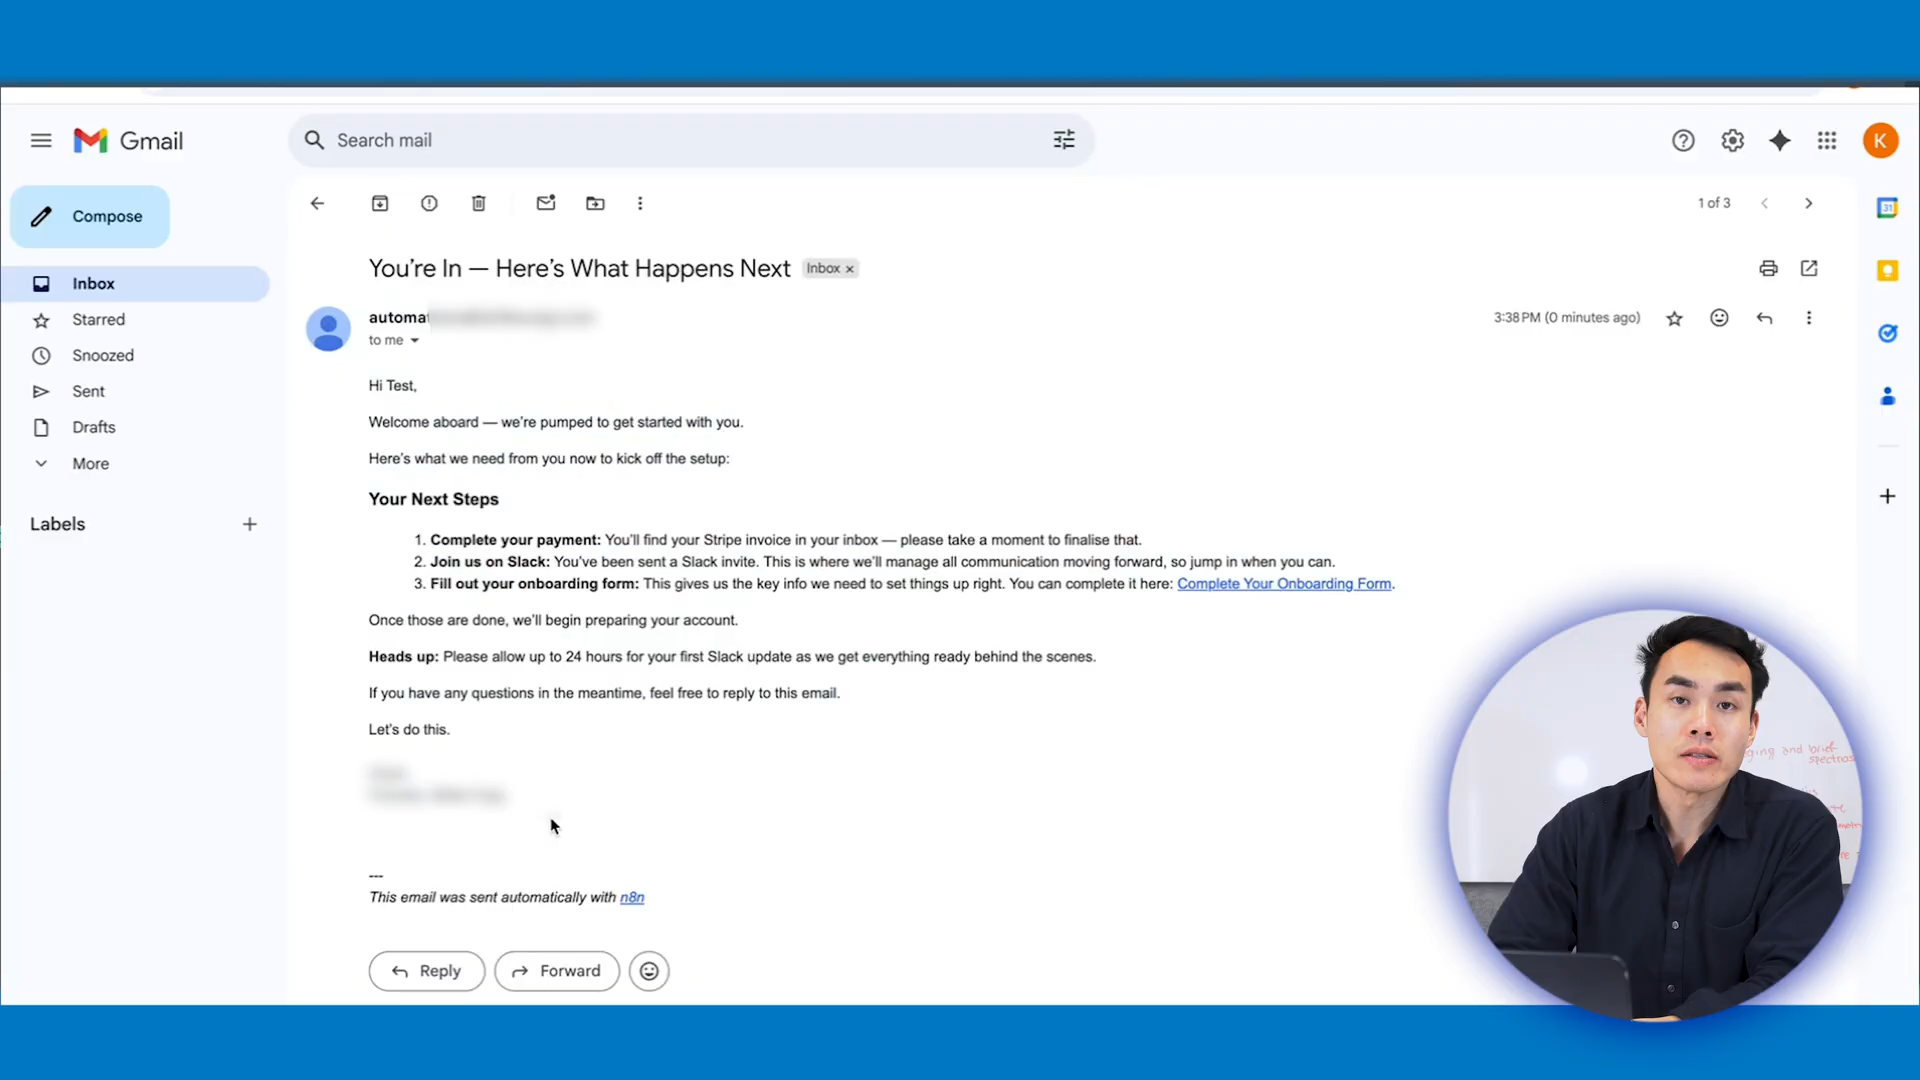 Gmail
Search mail
K
Compose
1 of 3
Inbox
Starred
Snoozed
Sent
Drafts
More
Labels
31
You're In — Here's What Happens Next Inbox ×
automat
3:38 PM (0 minutes ago)
to me
Hi Test,
Welcome aboard — we're pumped to get started with you.
Here's what we need from you now to kick off the setup:
Your Next Steps
1. Complete your payment: You'll find your Stripe invoice in your inbox — please take a moment to finalise that.
2. Join us on Slack: You've been sent a Slack invite. This is where we'll manage all communication moving forward, so jump in when you can.
3. Fill out your onboarding form: This gives us the key info we need to set things up right. You can complete it here: Complete Your Onboarding Form.
Once those are done, we'll begin preparing your account.
Heads up: Please allow up to 24 hours for your first Slack update as we get everything ready behind the scenes.
If you have any questions in the meantime, feel free to reply to this email.
Let's do this.
---
This email was sent automatically with n8n
Reply
Forward
and brief